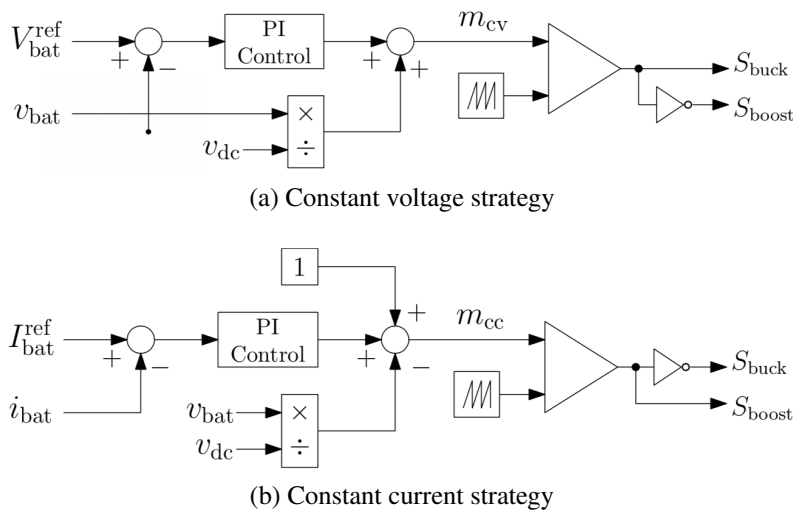 V_bat^ref
+
−
PI
Control
+
+
m_cv
S_buck
S_boost
v_bat
v_dc
×
÷
(a) Constant voltage strategy
1
+
I_bat^ref
+
−
PI
Control
+
−
m_cc
S_buck
S_boost
i_bat
v_bat
v_dc
×
÷
(b) Constant current strategy